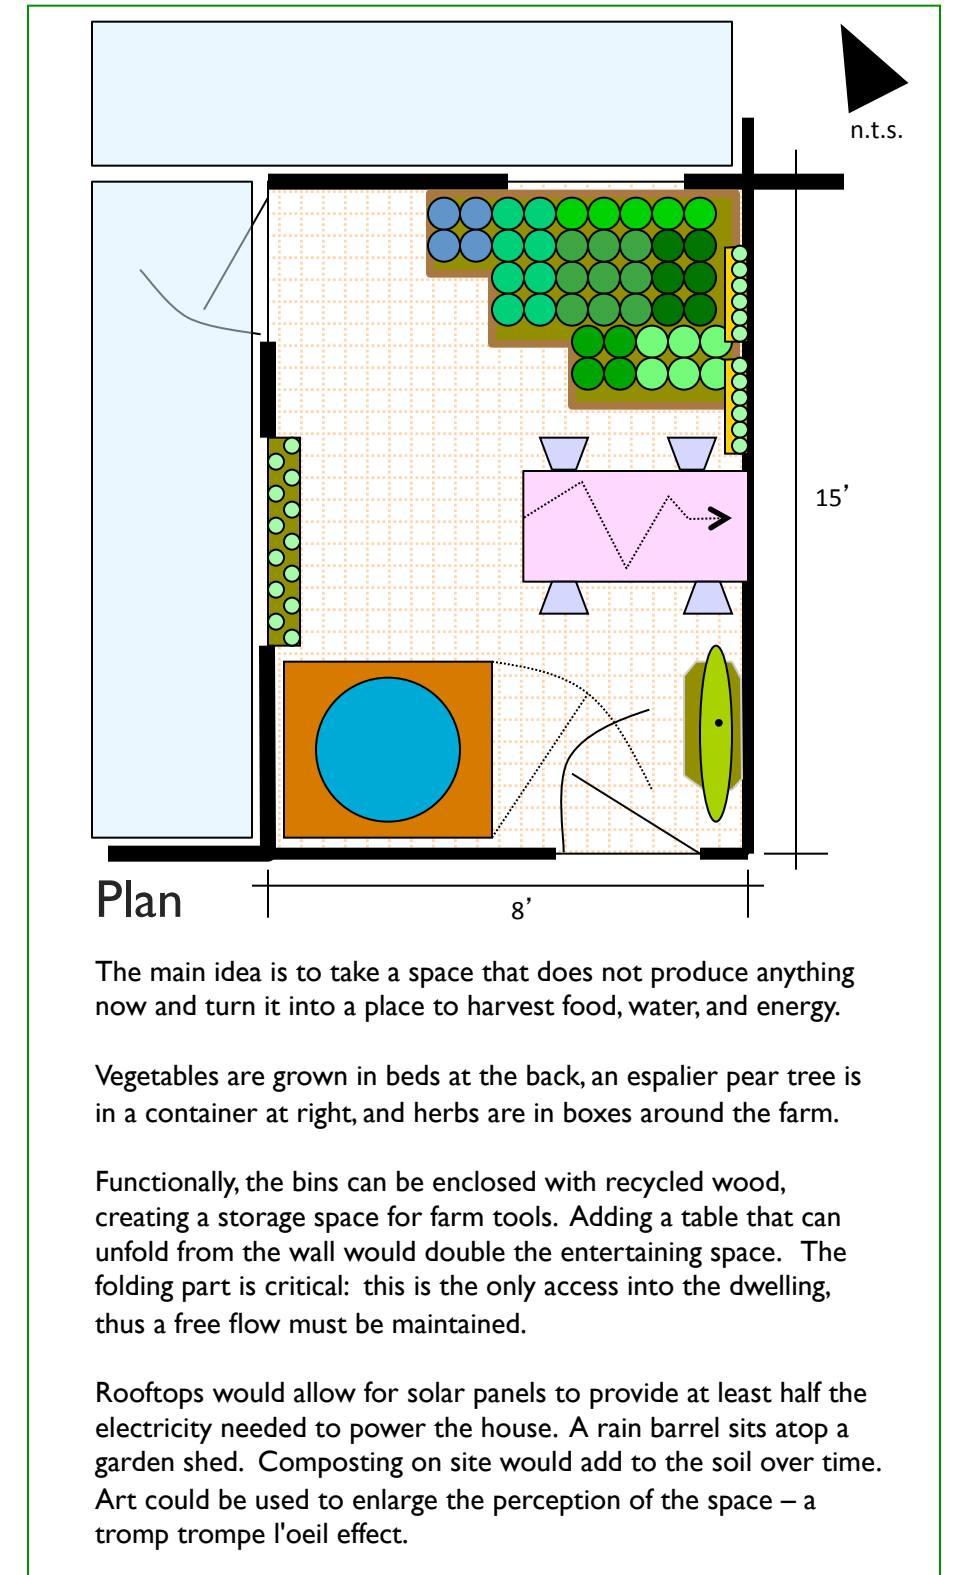 n.t.s.
15’
Plan
8’
The main idea is to take a space that does not produce anything
now and turn it into a place to harvest food, water, and energy.
Vegetables are grown in beds at the back, an espalier pear tree is
in a container at right, and herbs are in boxes around the farm.
Functionally, the bins can be enclosed with recycled wood,
creating a storage space for farm tools. Adding a table that can
unfold from the wall would double the entertaining space. The
folding part is critical: this is the only access into the dwelling,
thus a free flow must be maintained.
Rooftops would allow for solar panels to provide at least half the
electricity needed to power the house. A rain barrel sits atop a
garden shed. Composting on site would add to the soil over time.
Art could be used to enlarge the perception of the space – a
tromp trompe l'oeil effect.